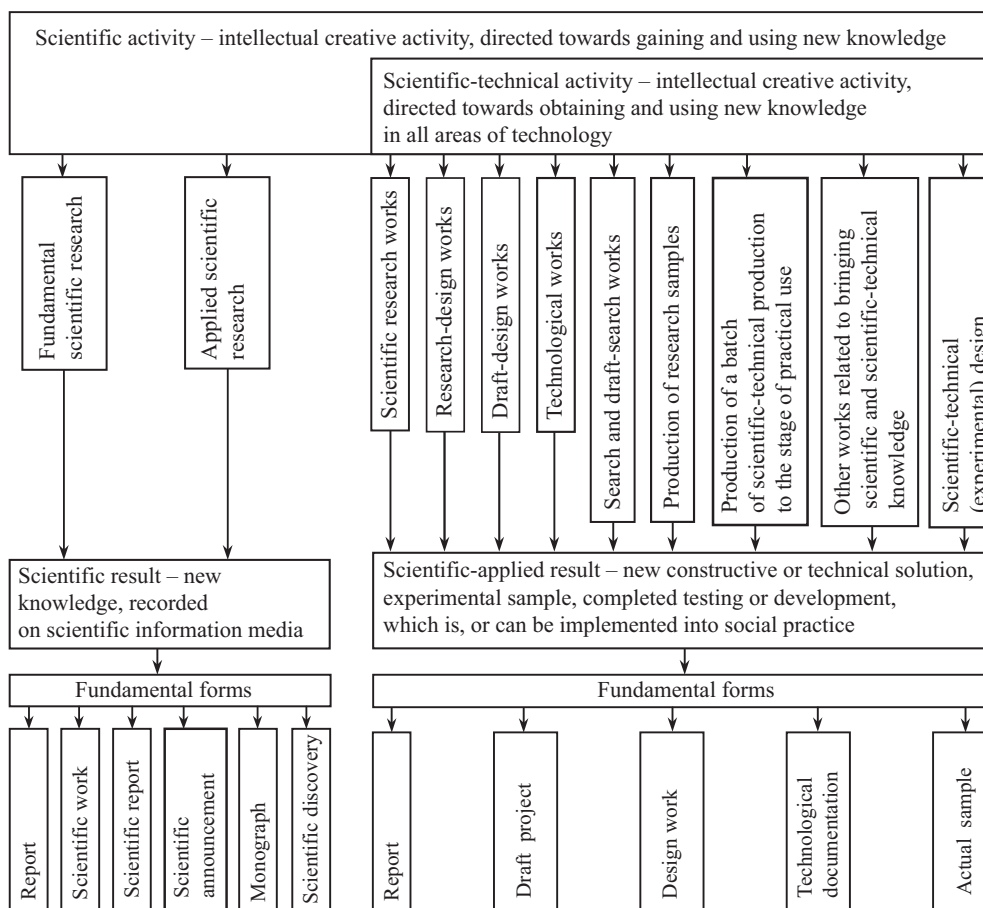 Scientific activity – intellectual creative activity, directed towards gaining and using new knowledge
Scientific-technical activity – intellectual creative activity,
directed towards obtaining and using new knowledge
in all areas of technology
Fundamental
scientific research
Applied scientific
research
Scientific research works
Research-design works
Draft-design works
Technological works
Search and draft-search works
Production of research samples
Production of a batch
of scientific-technical production
to the stage of practical use
Other works related to bringing
scientific and scientific-technical
knowledge
Scientific-technical
(experimental) design
Scientific result – new
knowledge, recorded
on scientific information media
Scientific-applied result – new constructive or technical solution,
experimental sample, completed testing or development,
which is, or can be implemented into social practice
Fundamental forms
Fundamental forms
Report
Scientific work
Scientific report
Scientific
announcement
Monograph
Scientific discovery
Report
Draft project
Design work
Technological
documentation
Actual sample